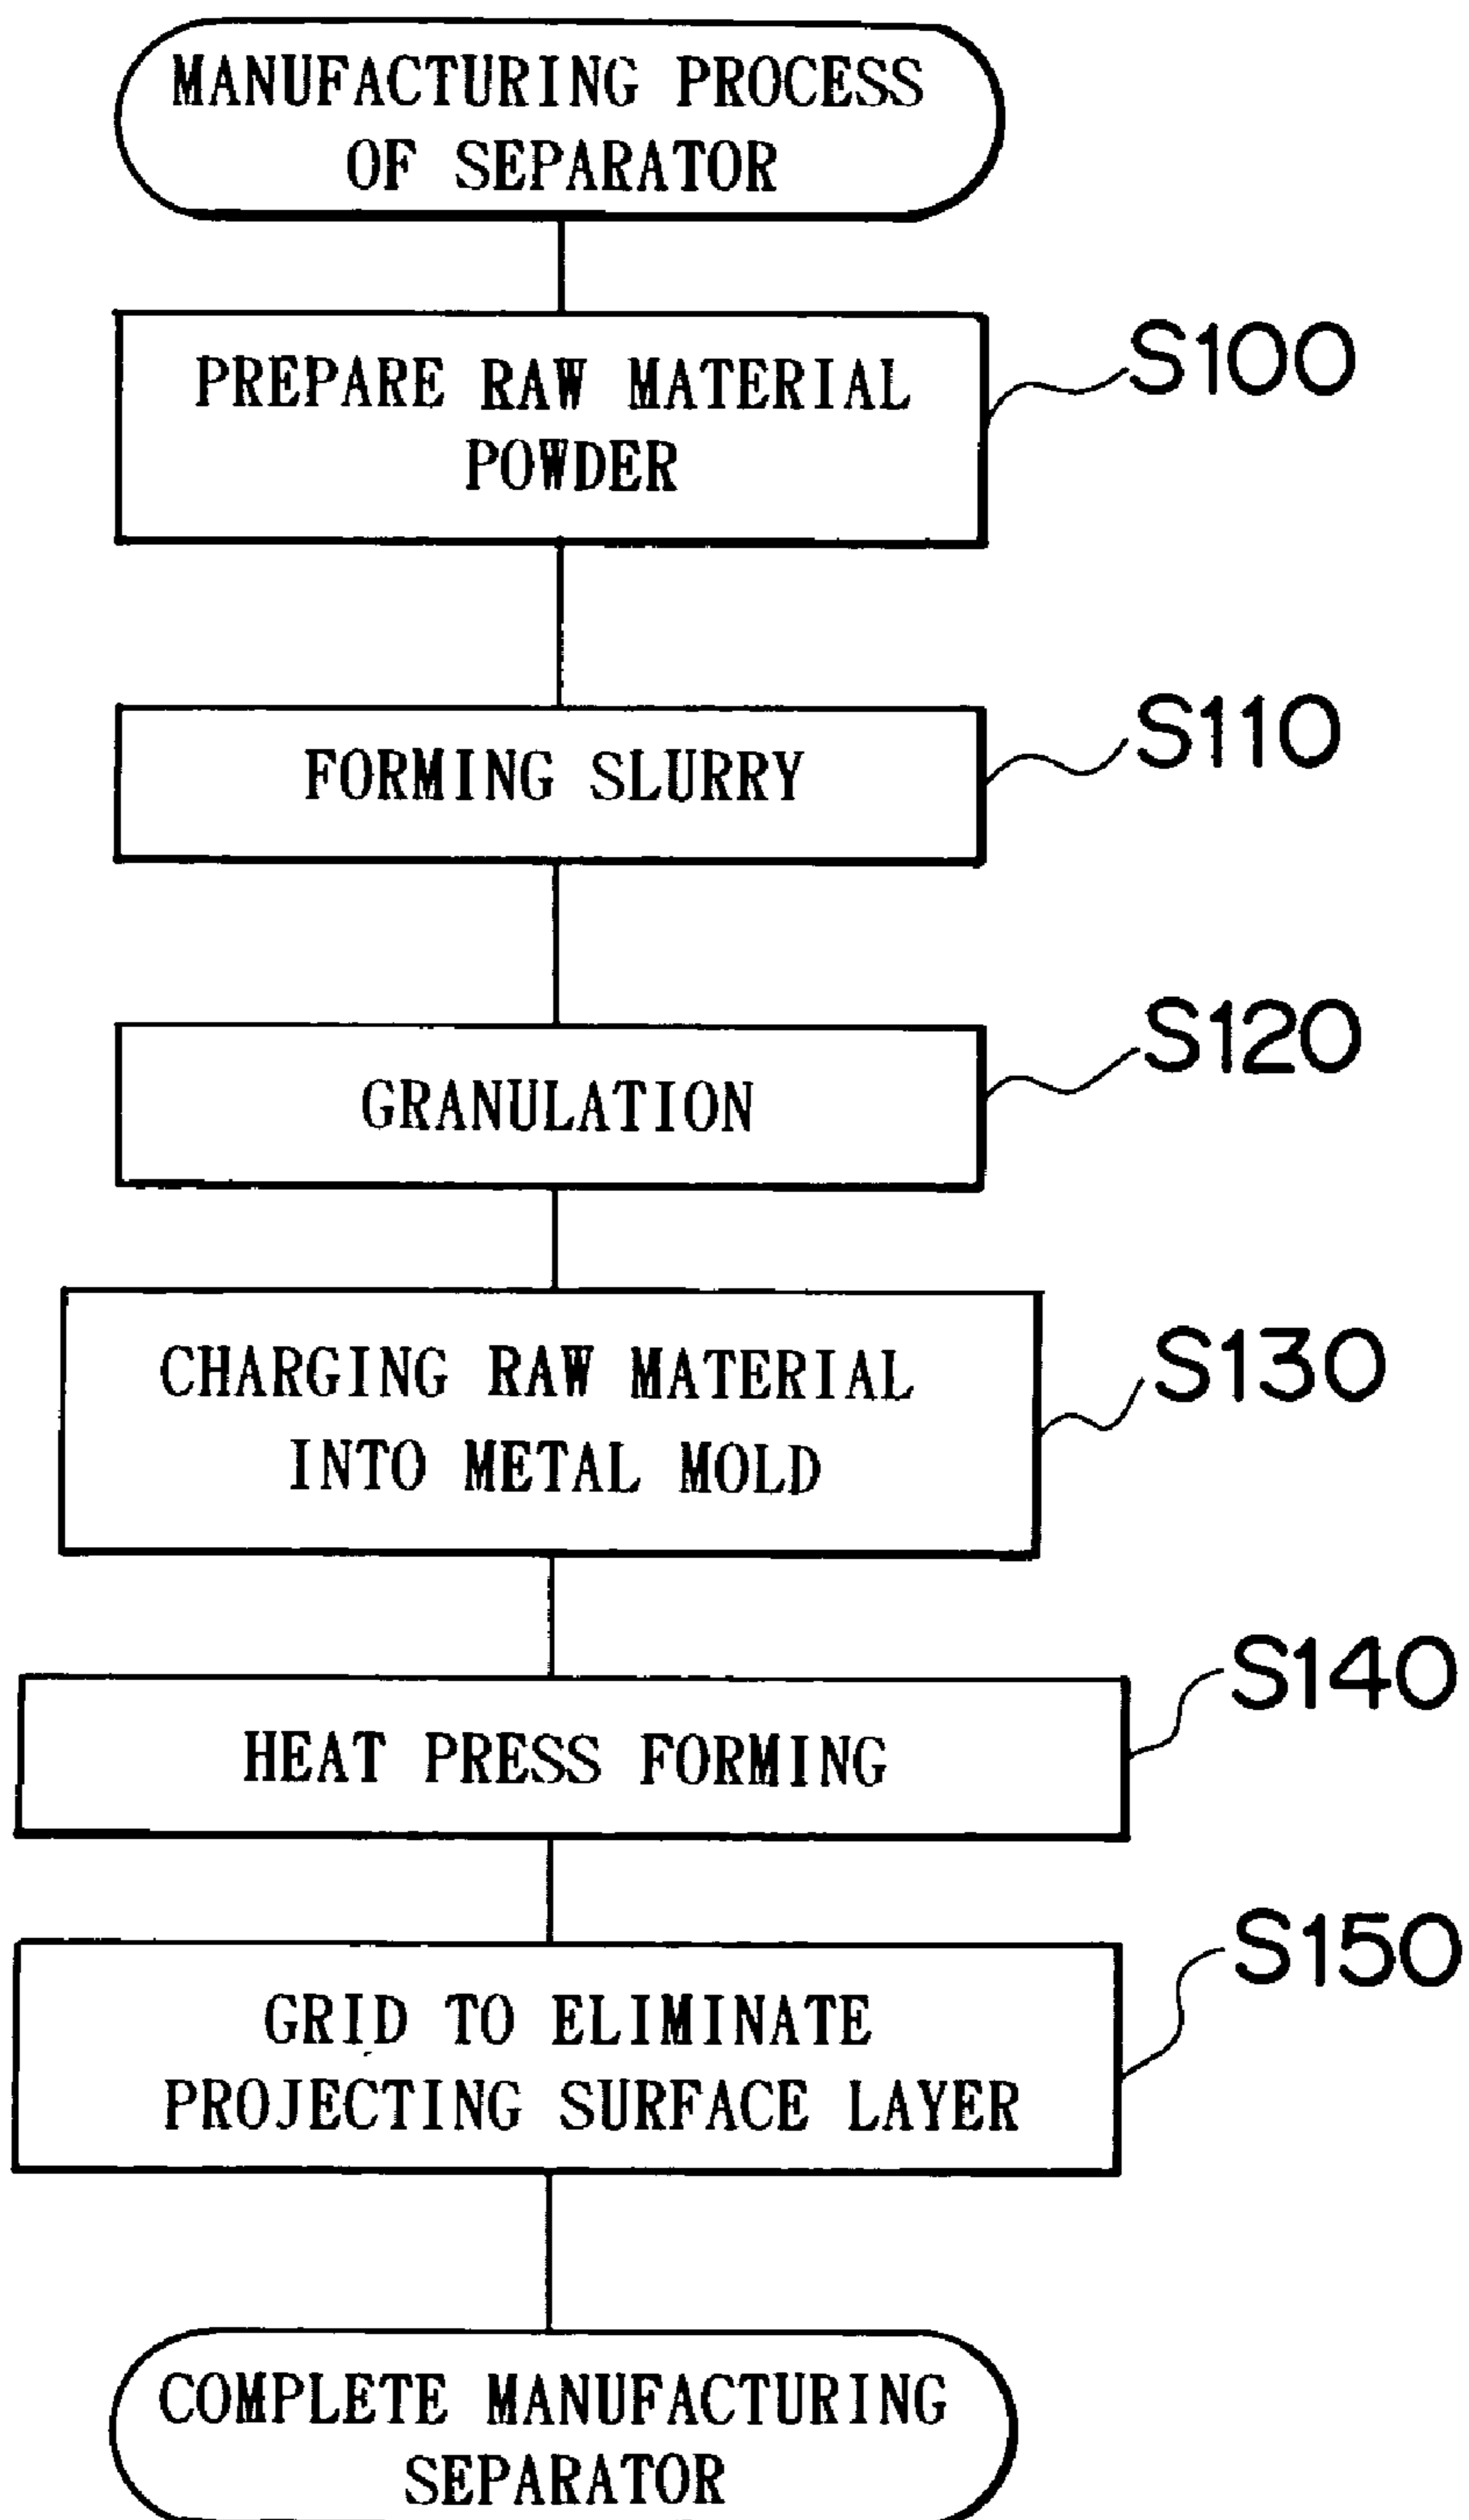 MANUFACTURING PROCESS
OF SEPARATOR
PREPARE RAW MATERIAL
POWDER
S100
FORMING SLURRY
S110
GRANULATION
S120
CHARGING RAW MATERIAL
INTO METAL MOLD
S130
HEAT PRESS FORMING
S140
GRID TO ELIMINATE
PROJECTING SURFACE LAYER
S150
COMPLETE MANUFACTURING
SEPARATOR